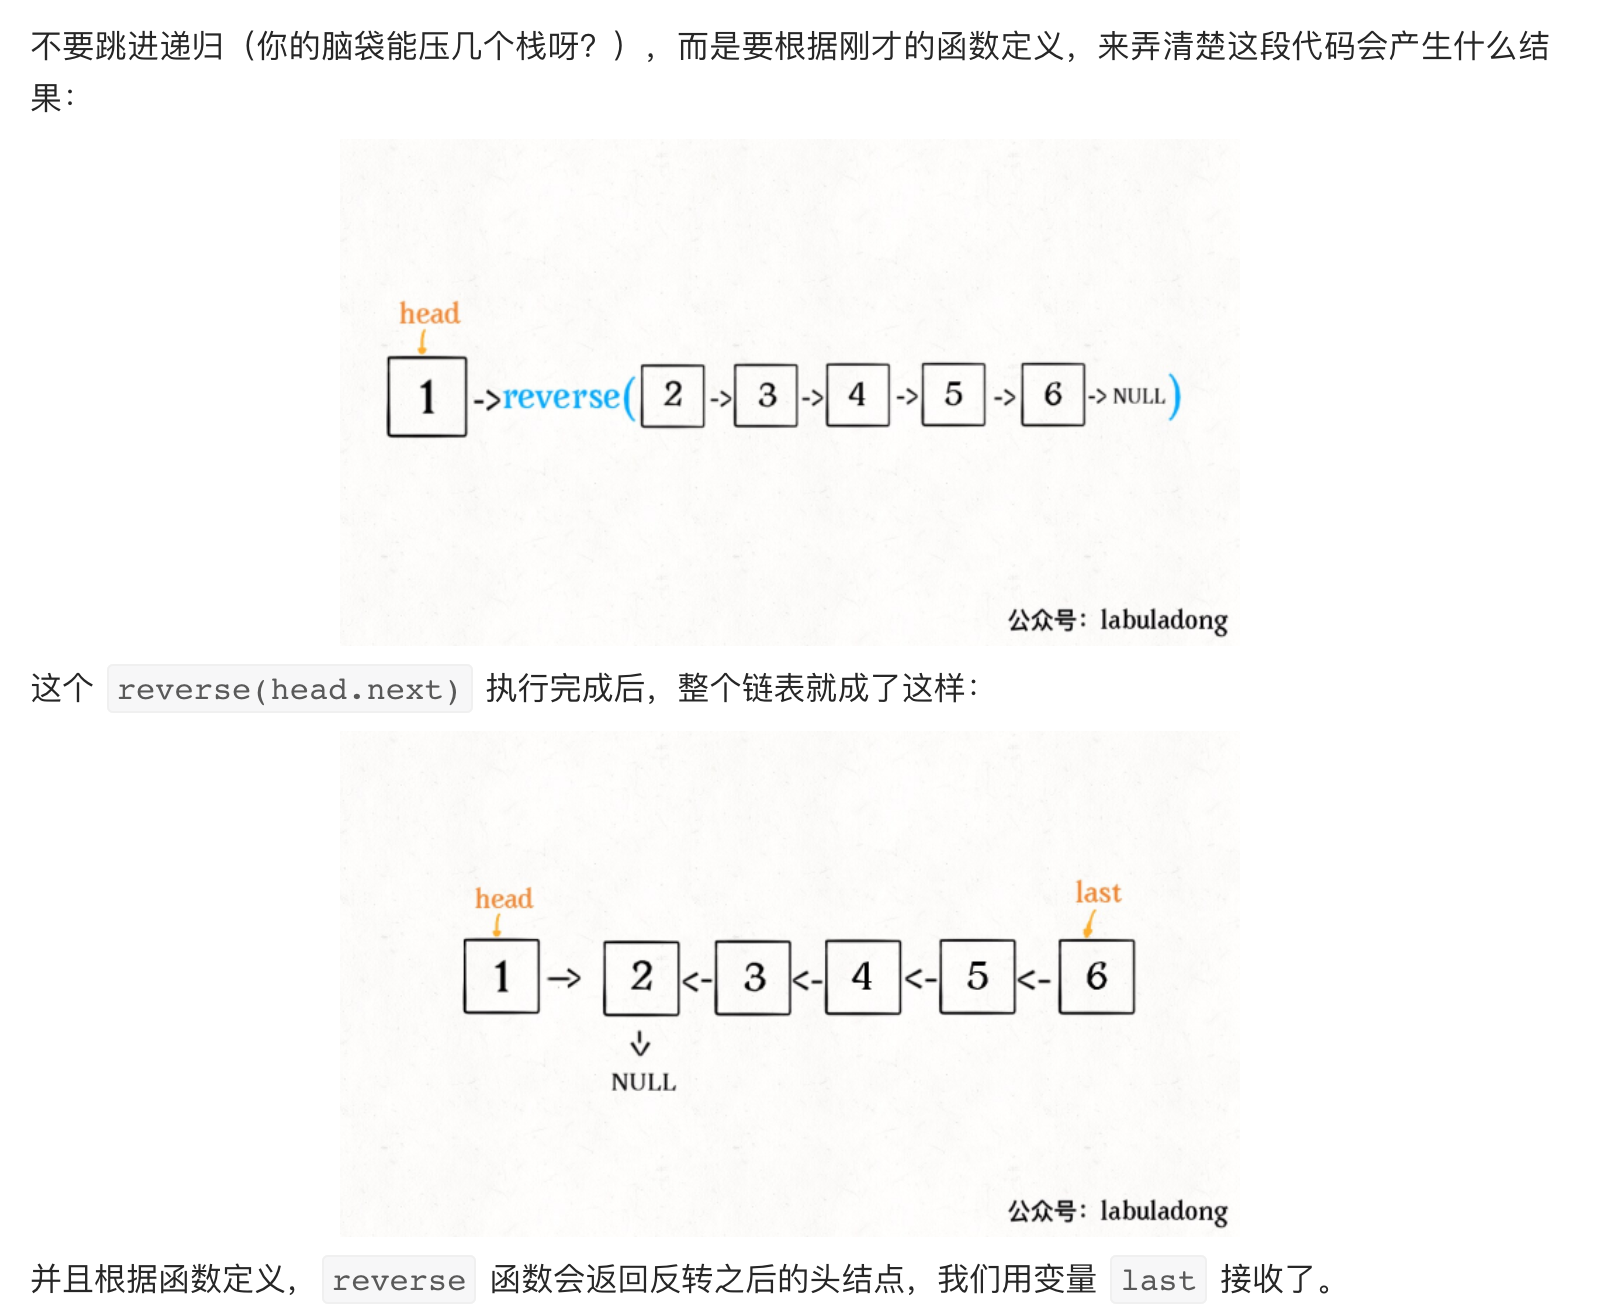 不要跳进递归（你的脑袋能压几个栈呀？），而是要根据刚才的函数定义，来弄清楚这段代码会产生什么结
果：
head
1 ->reverse( 2 -> 3 -> 4 -> 5 -> 6 -> NULL )
公众号：labuladong
这个 reverse(head.next) 执行完成后，整个链表就成了这样：
head last
1 -> 2 <- 3 <- 4 <- 5 <- 6
NULL
公众号：labuladong
并且根据函数定义， reverse 函数会返回反转之后的头结点，我们用变量 last 接收了。